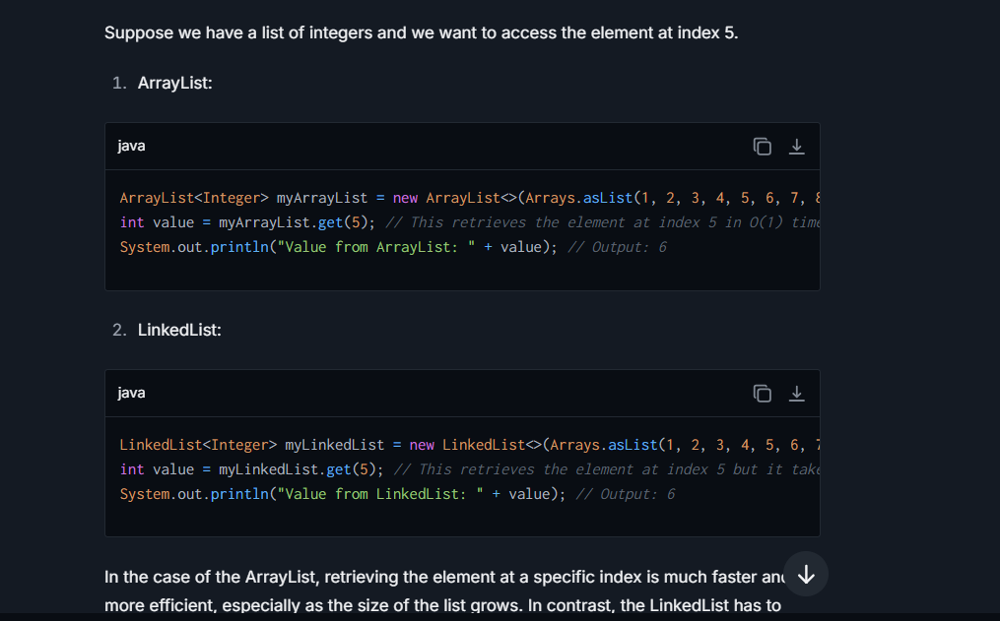 Suppose we have a list of integers and we want to access the element at index 5.
1. ArrayList:
java
ArrayList<Integer> myArrayList = new ArrayList<>(Arrays.asList(1, 2, 3, 4, 5, 6, 7,
int value = myArrayList.get(5); // This retrieves the element at index 5 in O(1)
System.out.println("Value from ArrayList: " + value); // Output: 6
2. LinkedList:
java
LinkedList<Integer> myLinkedList = new LinkedList<>(Arrays.asList(1, 2, 3, 4, 5, 6,
int value = myLinkedList.get(5); // This retrieves the element at index 5 but it
System.out.println("Value from LinkedList: " + value); // Output: 6
In the case of the ArrayList, retrieving the element at a specific index is much faster
more efficient, especially as the size of the list grows. In contrast, the LinkedList has to